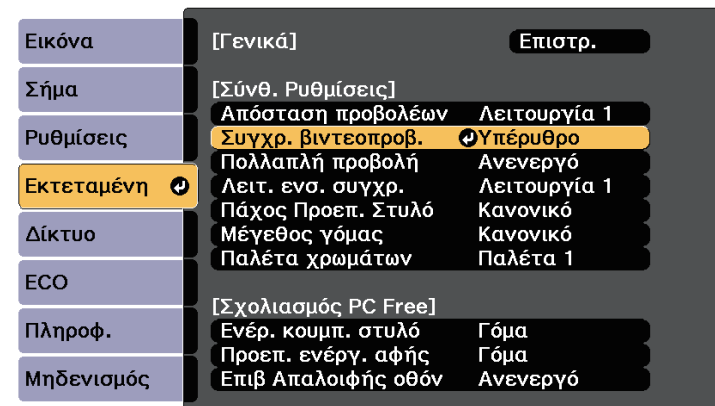 Εικόνα
Σήμα
Ρυθμίσεις
Εκτεταμένη
Δίκτυο
ECO
Πληροφ.
Μηδενισμός
[Γενικά] Επιστρ.
[Σύνθ. Ρυθμίσεις]
Απόσταση προβολέων Λειτουργία 1
Συγχρ. βιντεοπροβ. Υπέρυθρο
Πολλαπλή προβολή Ανενεργό
Λειτ. ενσ. συγχρ. Λειτουργία 1
Πάχος Προεπ. Στυλό Κανονικό
Μέγεθος γόμας Κανονικό
Παλέτα χρωμάτων Παλέτα 1
[Σχολιασμός PC Free]
Ενέρ. κουμπ. στυλό Γόμα
Προεπ. ενέργ. αφής Γόμα
Επιβ Απαλοιφής οθόν Ανενεργό